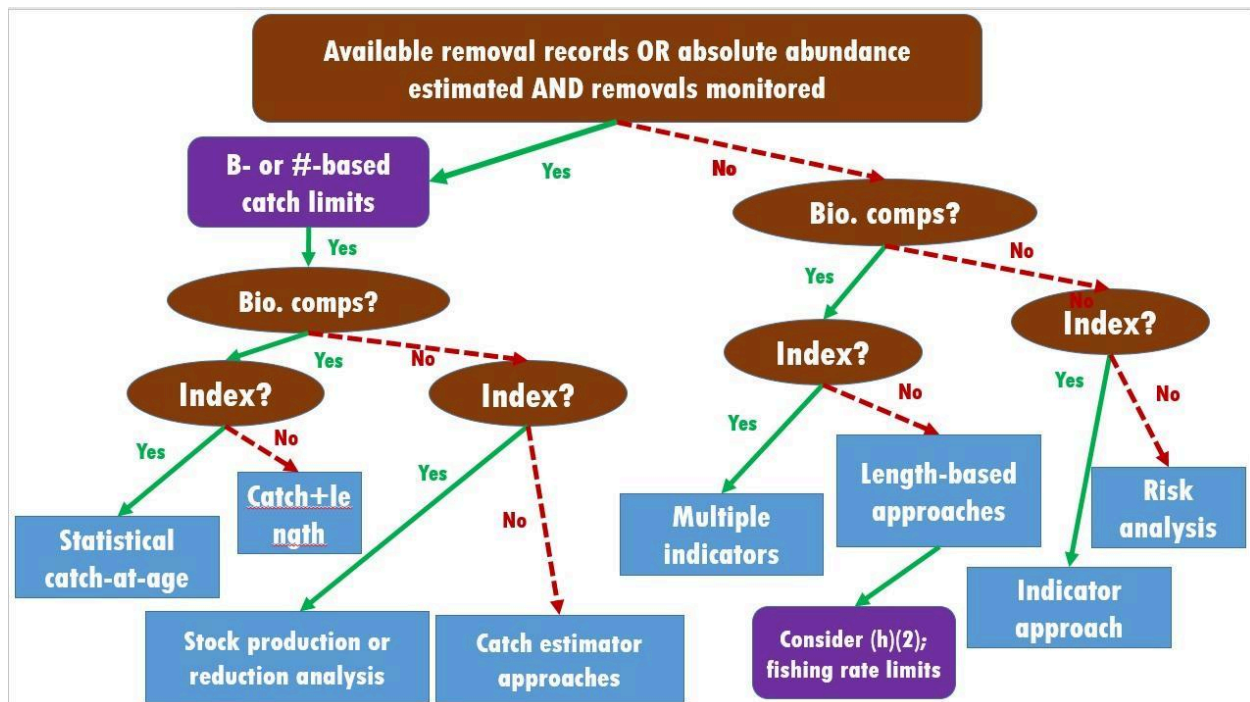 Available removal records OR absolute abundance
estimated AND removals monitored
B- or #-based
catch limits
Yes
No
Bio. comps?
Yes
No
Yes
No
Bio. comps?
Index?
Index?
Yes
No
Yes
No
Index?
Index?
Yes
No
Yes
No
Yes
No
Catch+le
ngth
Length-based
approaches
Risk
analysis
Statistical
catch-at-age
Multiple
indicators
Indicator
approach
Stock production or
reduction analysis
Catch estimator
approaches
Consider (h)(2);
fishing rate limits